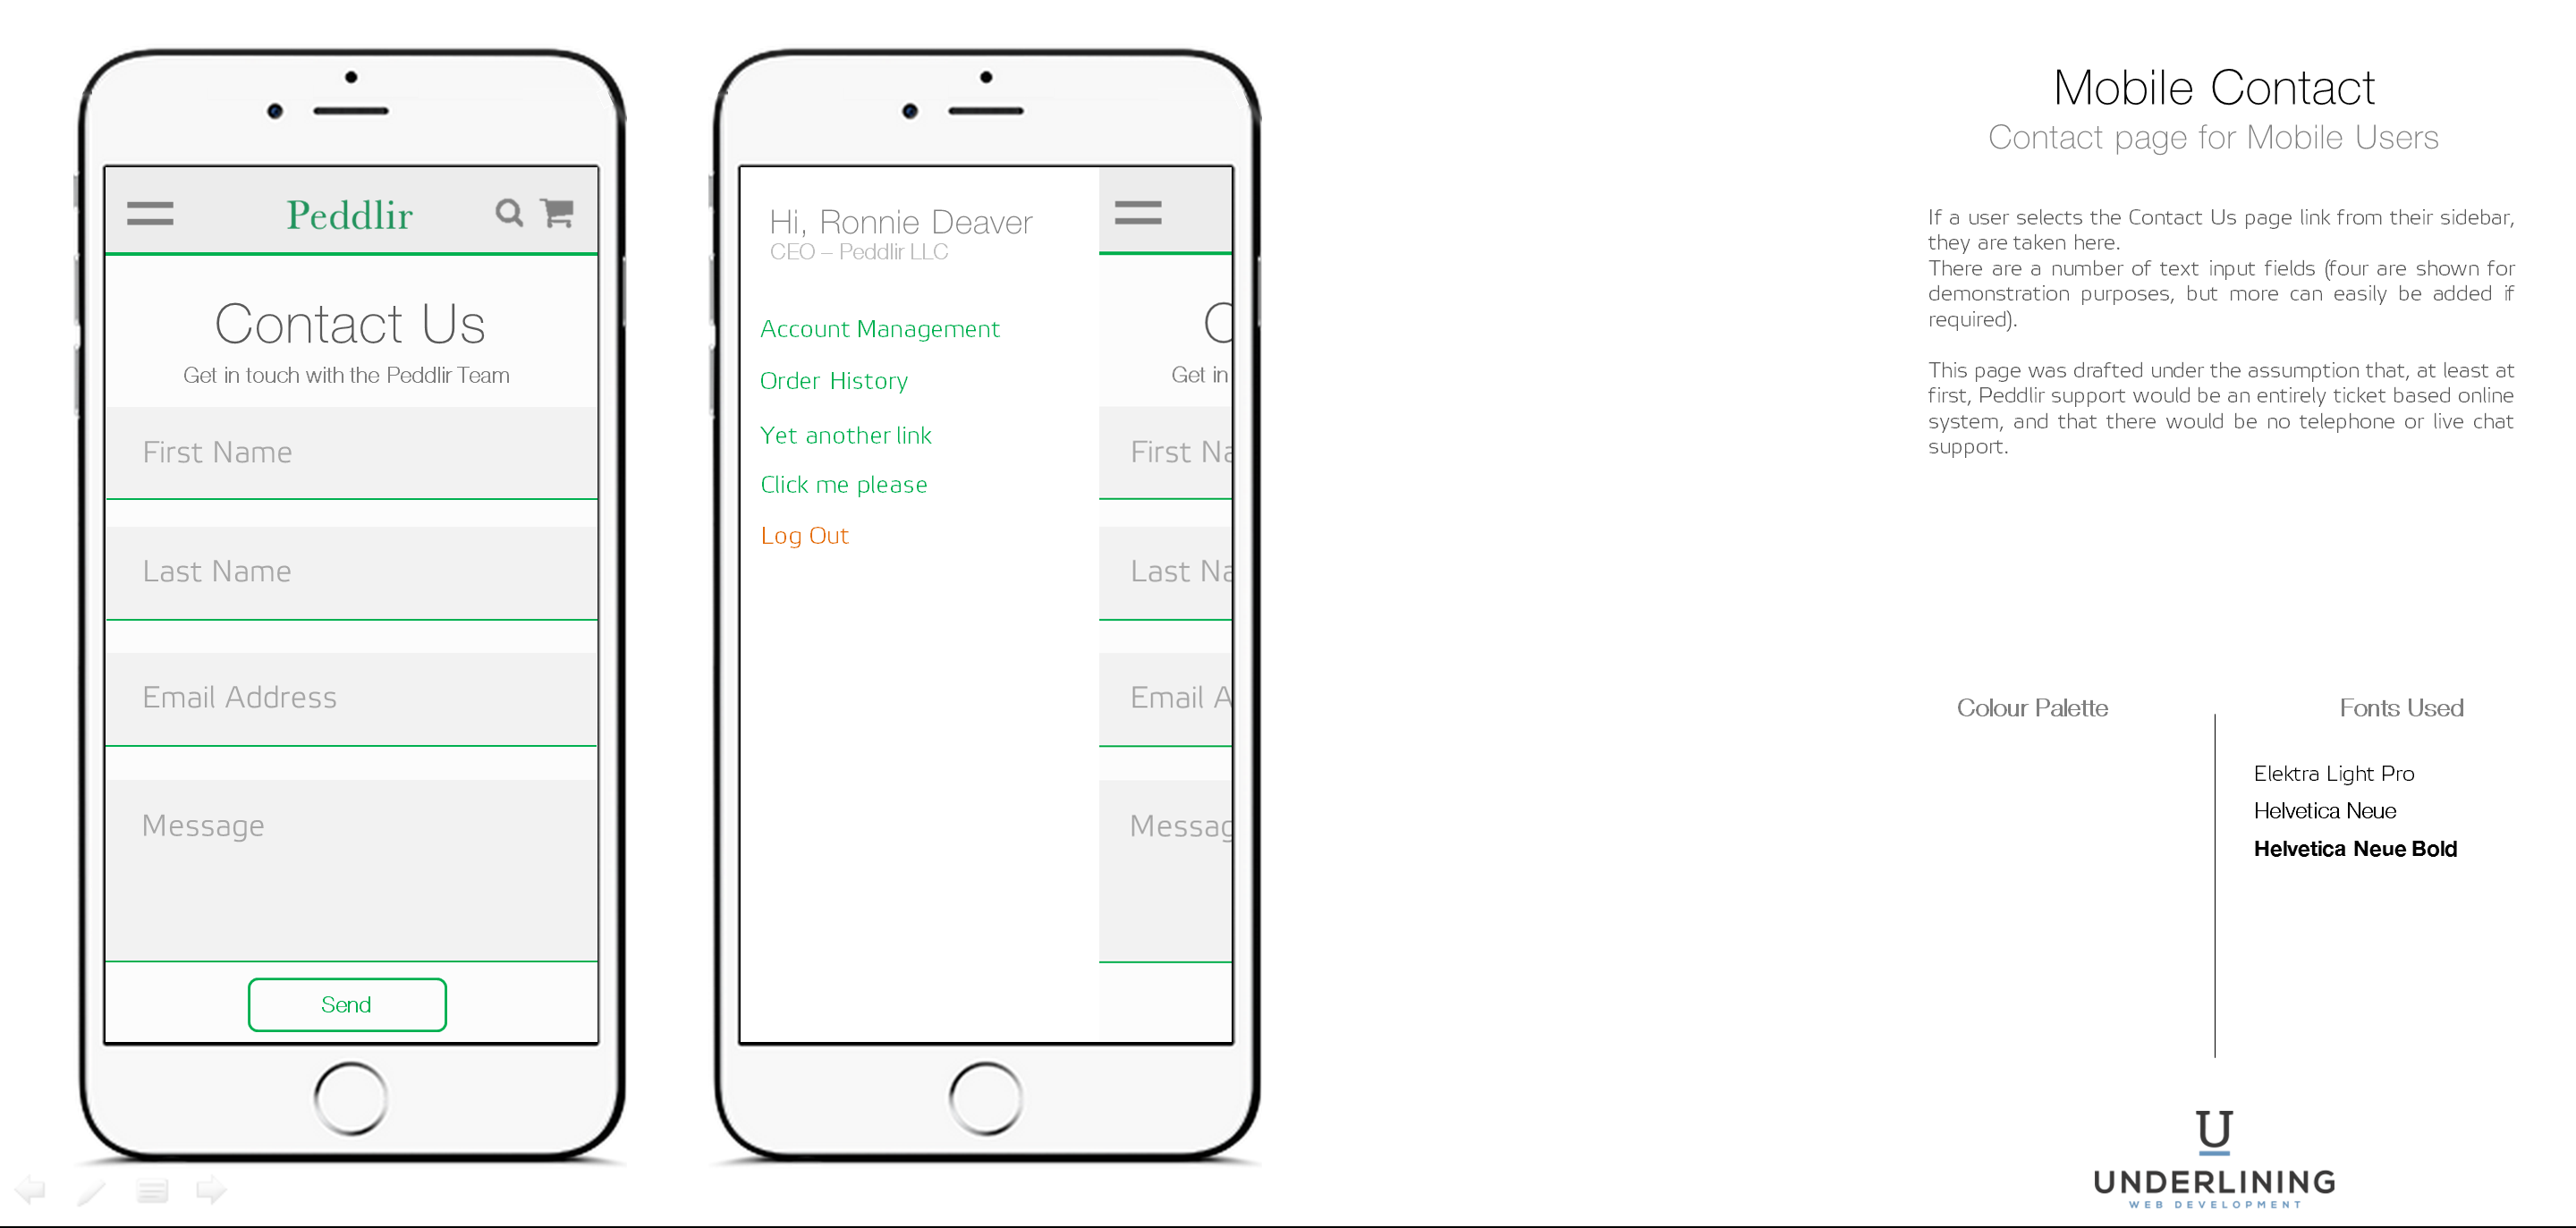 Peddlir
Contact Us
Get in touch with the Peddlir Team
First Name
Last Name
Email Address
Message
Send
Hi, Ronnie Deaver
CEO – Peddlir LLC
Account Management
Order History
Yet another link
Click me please
Log Out
C
Get in
First Na
Last Na
Email A
Messag
Mobile Contact
Contact page for Mobile Users
If a user selects the Contact Us page link from their sidebar,
they are taken here.
There are a number of text input fields (four are shown for
demonstration purposes, but more can easily be added if
required).
This page was drafted under the assumption that, at least at
first, Peddlir support would be an entirely ticket based online
system, and that there would be no telephone or live chat
support.
Colour Palette
Fonts Used
Elektra Light Pro
Helvetica Neue
Helvetica Neue Bold
U
UNDERLINING
WEB DEVELOPMENT